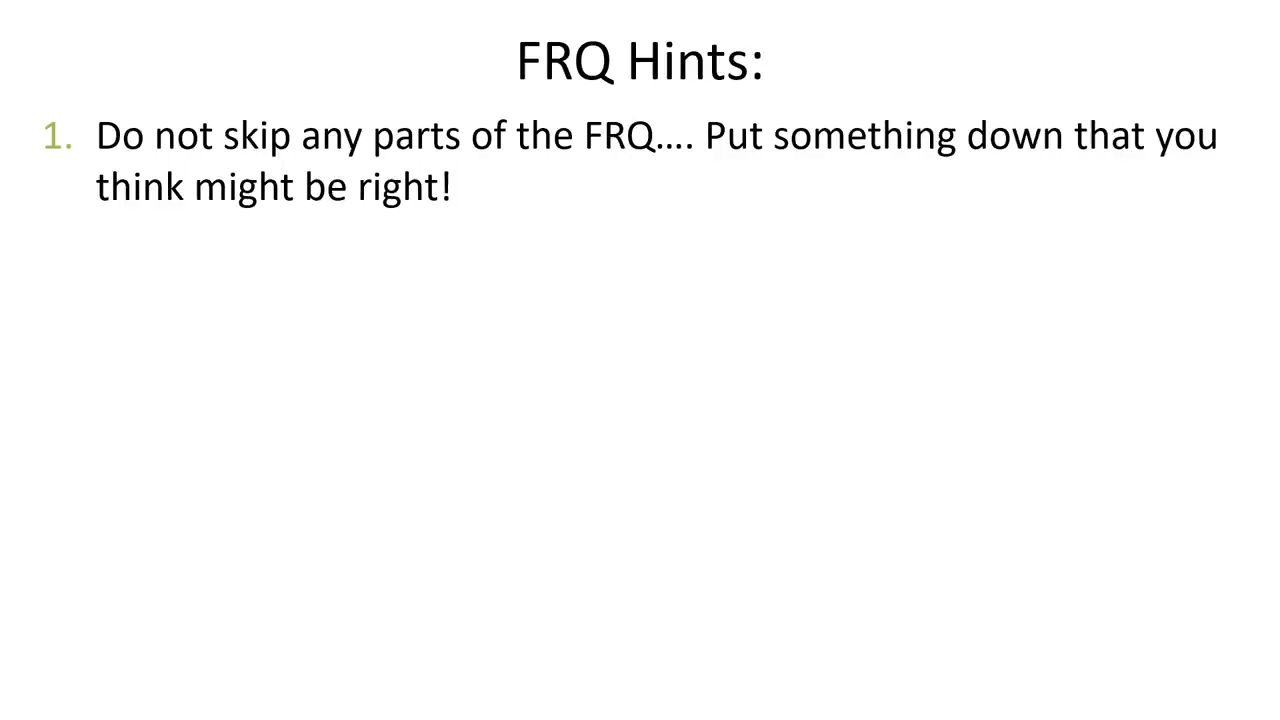 FRQ Hints:
1. Do not skip any parts of the FRQ…. Put something down that you
think might be right!